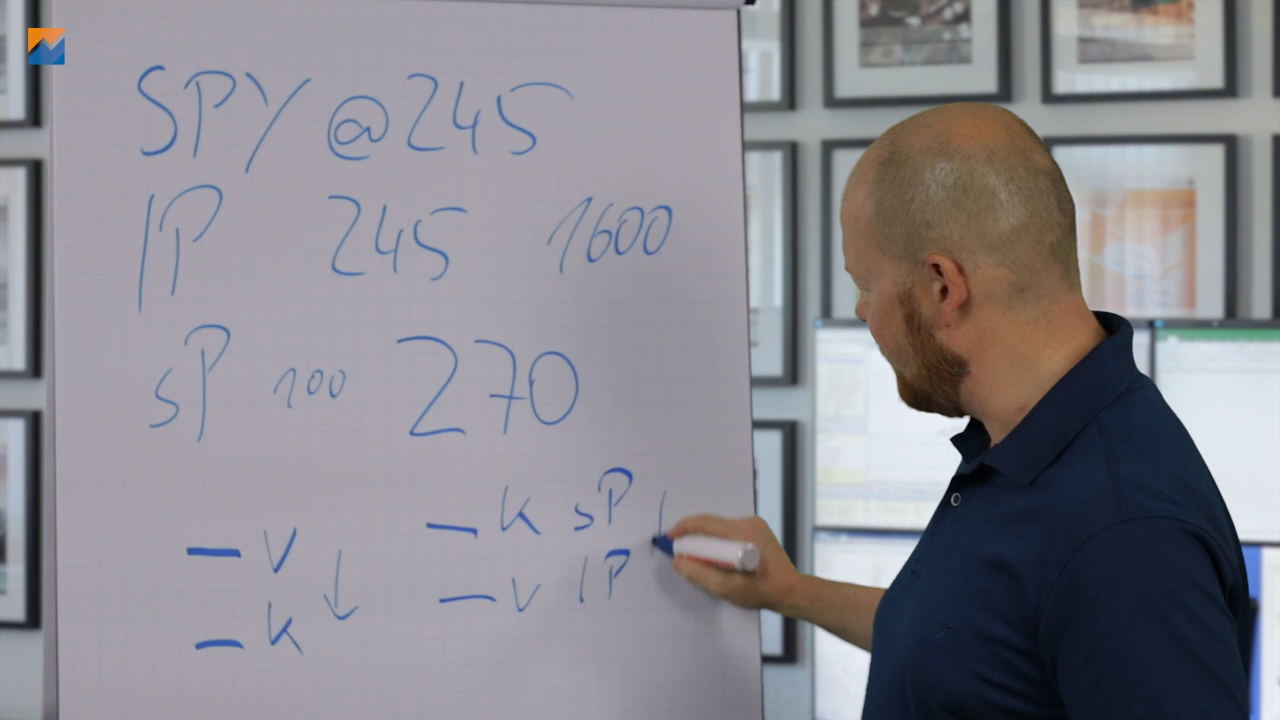 SPY @ 245
lP 245 1600
sP 100 270
– V ↓
– K
– K sP
– V lP